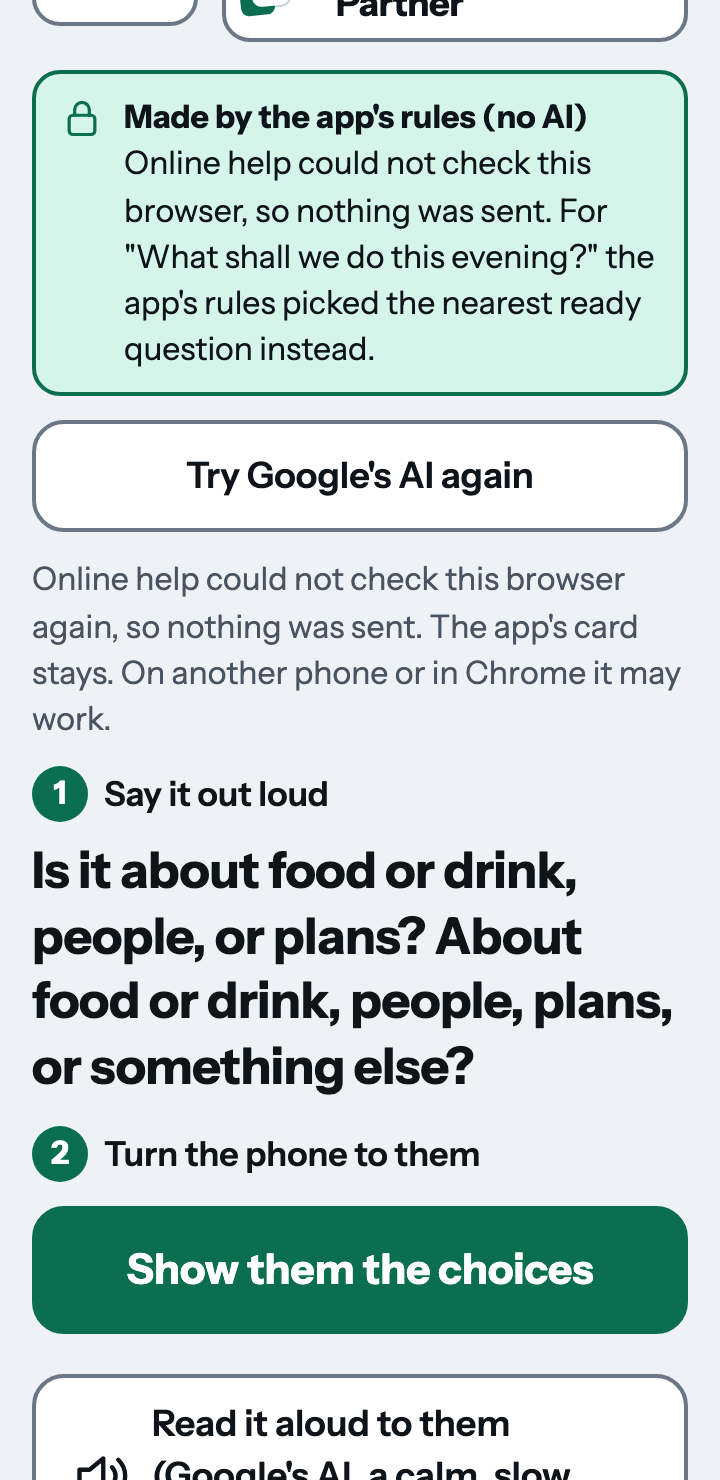 Partner
Made by the app's rules (no AI)
Online help could not check this
browser, so nothing was sent. For
"What shall we do this evening?" the
app's rules picked the nearest ready
question instead.
Try Google's AI again
Online help could not check this browser
again, so nothing was sent. The app's card
stays. On another phone or in Chrome it may
work.
1 Say it out loud
Is it about food or drink,
people, or plans? About
food or drink, people, plans,
or something else?
2 Turn the phone to them
Show them the choices
Read it aloud to them
(Google's AI, a calm, slow